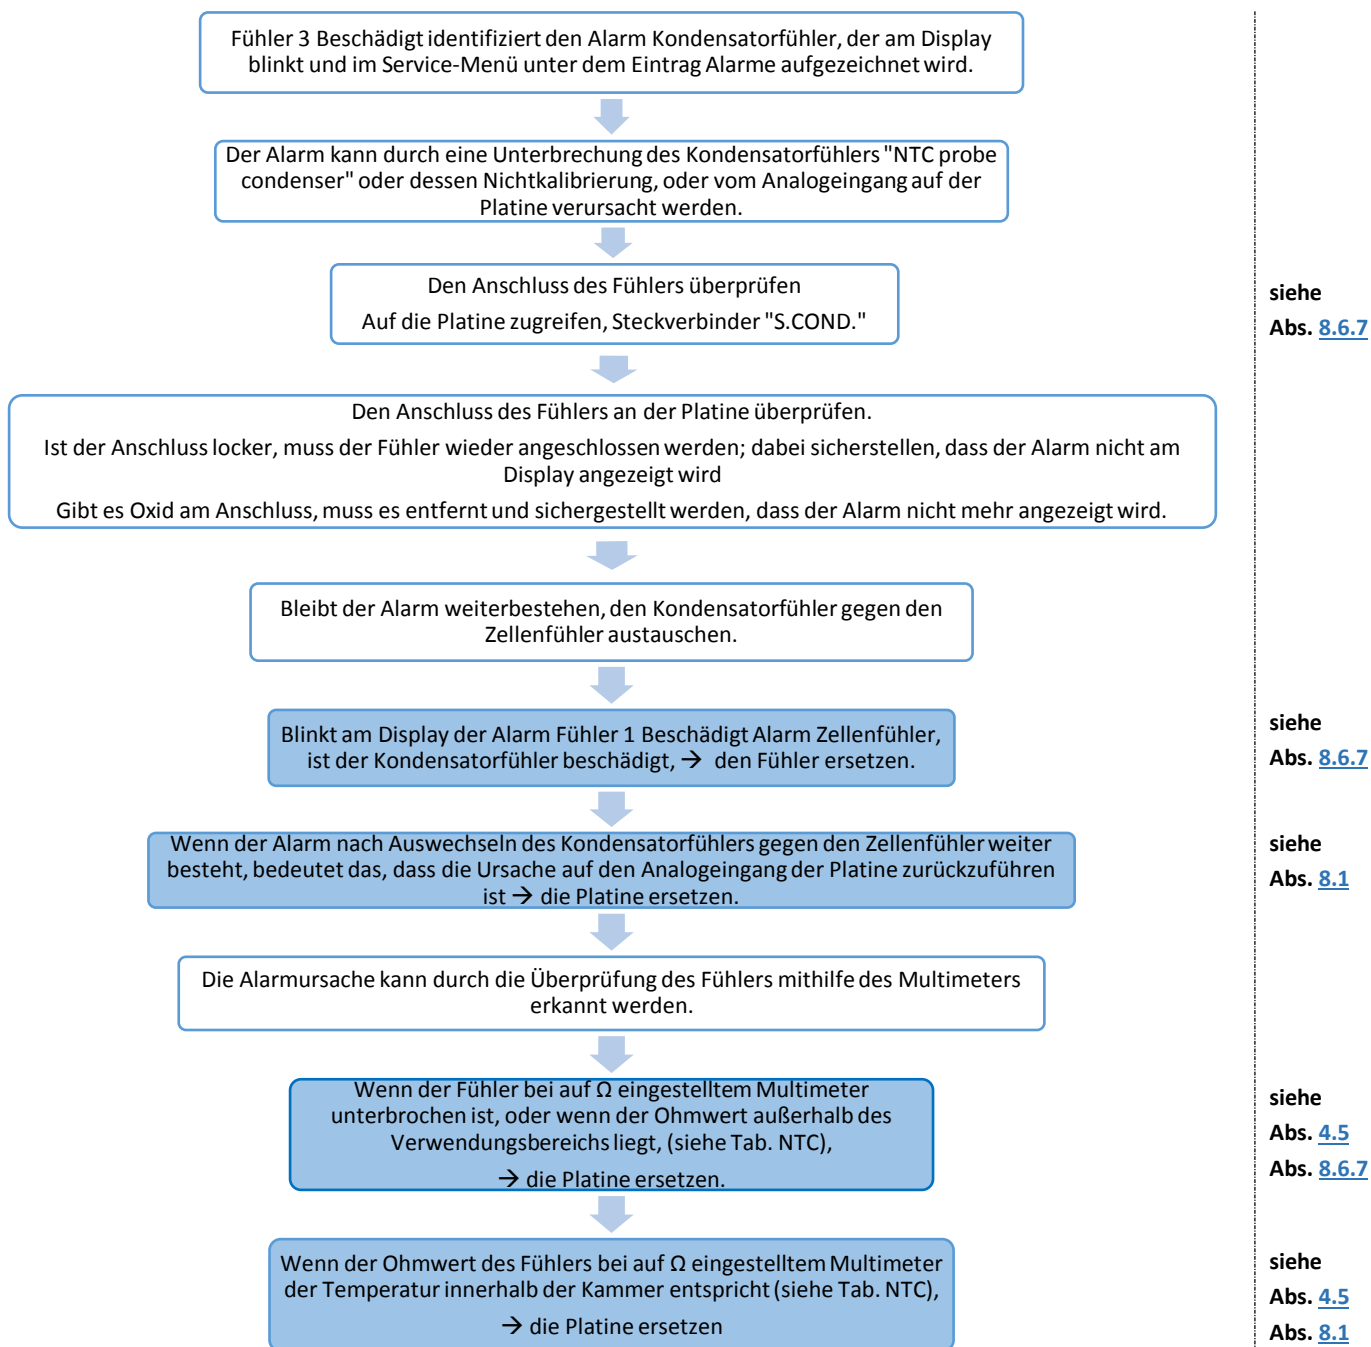 Fühler 3 Beschädigt identifiziert den Alarm Kondensatorfühler, der am Display
blinkt und im Service-Menü unter dem Eintrag Alarme aufgezeichnet wird.
Der Alarm kann durch eine Unterbrechung des Kondensatorfühlers "NTC probe
condenser" oder dessen Nichtkalibrierung, oder vom Analogeingang auf der
Platine verursacht werden.
Den Anschluss des Fühlers überprüfen
Auf die Platine zugreifen, Steckverbinder "S.COND."
siehe
Abs. 8.6.7
Den Anschluss des Fühlers an der Platine überprüfen.
Ist der Anschluss locker, muss der Fühler wieder angeschlossen werden; dabei sicherstellen, dass der Alarm nicht am
Display angezeigt wird
Gibt es Oxid am Anschluss, muss es entfernt und sichergestellt werden, dass der Alarm nicht mehr angezeigt wird.
Bleibt der Alarm weiterbestehen, den Kondensatorfühler gegen den
Zellenfühler austauschen.
Blinkt am Display der Alarm Fühler 1 Beschädigt Alarm Zellenfühler,
ist der Kondensatorfühler beschädigt, → den Fühler ersetzen.
siehe
Abs. 8.6.7
Wenn der Alarm nach Auswechseln des Kondensatorfühlers gegen den Zellenfühler weiter
besteht, bedeutet das, dass die Ursache auf den Analogeingang der Platine zurückzuführen
ist → die Platine ersetzen.
siehe
Abs. 8.1
Die Alarmursache kann durch die Überprüfung des Fühlers mithilfe des Multimeters
erkannt werden.
Wenn der Fühler bei auf Ω eingestelltem Multimeter
unterbrochen ist, oder wenn der Ohmwert außerhalb des
Verwendungsbereichs liegt, (siehe Tab. NTC),
→ die Platine ersetzen.
siehe
Abs. 4.5
Abs. 8.6.7
Wenn der Ohmwert des Fühlers bei auf Ω eingestelltem Multimeter
der Temperatur innerhalb der Kammer entspricht (siehe Tab. NTC),
→ die Platine ersetzen
siehe
Abs. 4.5
Abs. 8.1